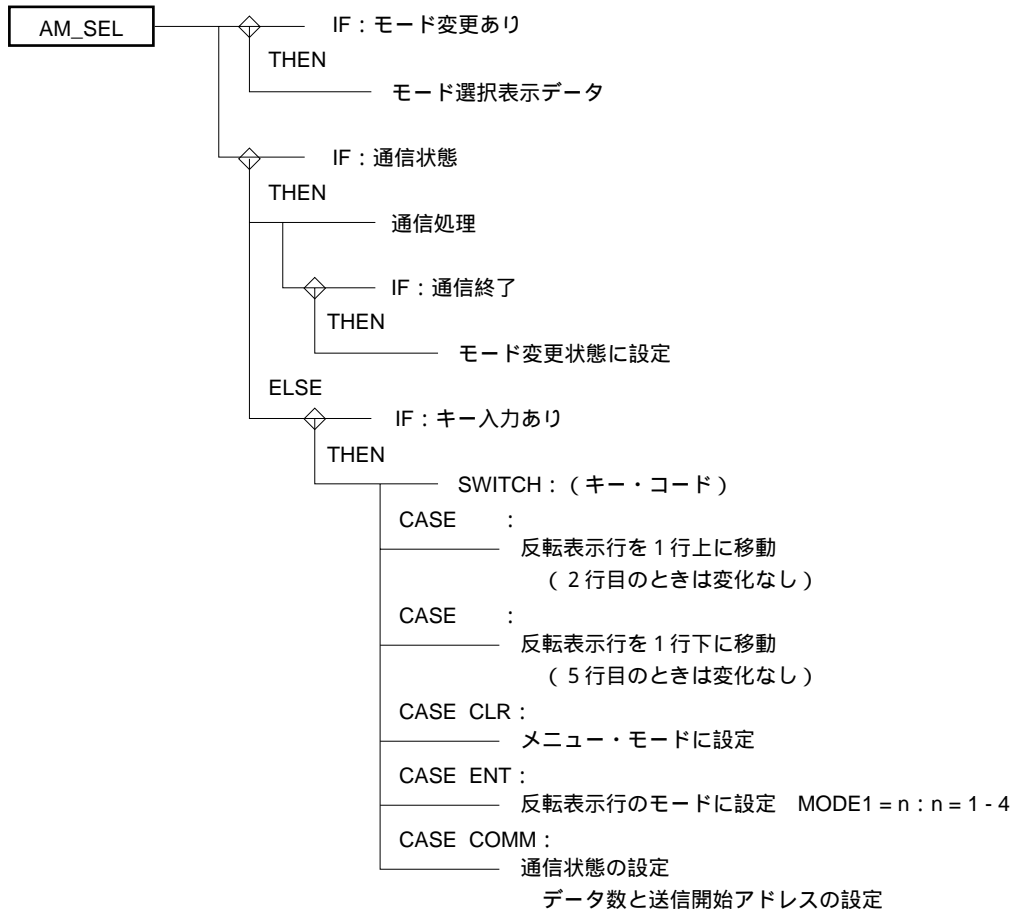 AM_SEL
IF：モード変更あり
THEN
モード選択表示データ
IF：通信状態
THEN
通信処理
IF：通信終了
THEN
モード変更状態に設定
ELSE
IF：キー入力あり
THEN
SWITCH：（キー・コード）
CASE　　：
反転表示行を１行上に移動
（２行目のときは変化なし）
CASE　　：
反転表示行を１行下に移動
（５行目のときは変化なし）
CASE CLR：
メニュー・モードに設定
CASE ENT：
反転表示行のモードに設定　MODE1 = n：n = 1 - 4
CASE COMM：
通信状態の設定
データ数と送信開始アドレスの設定